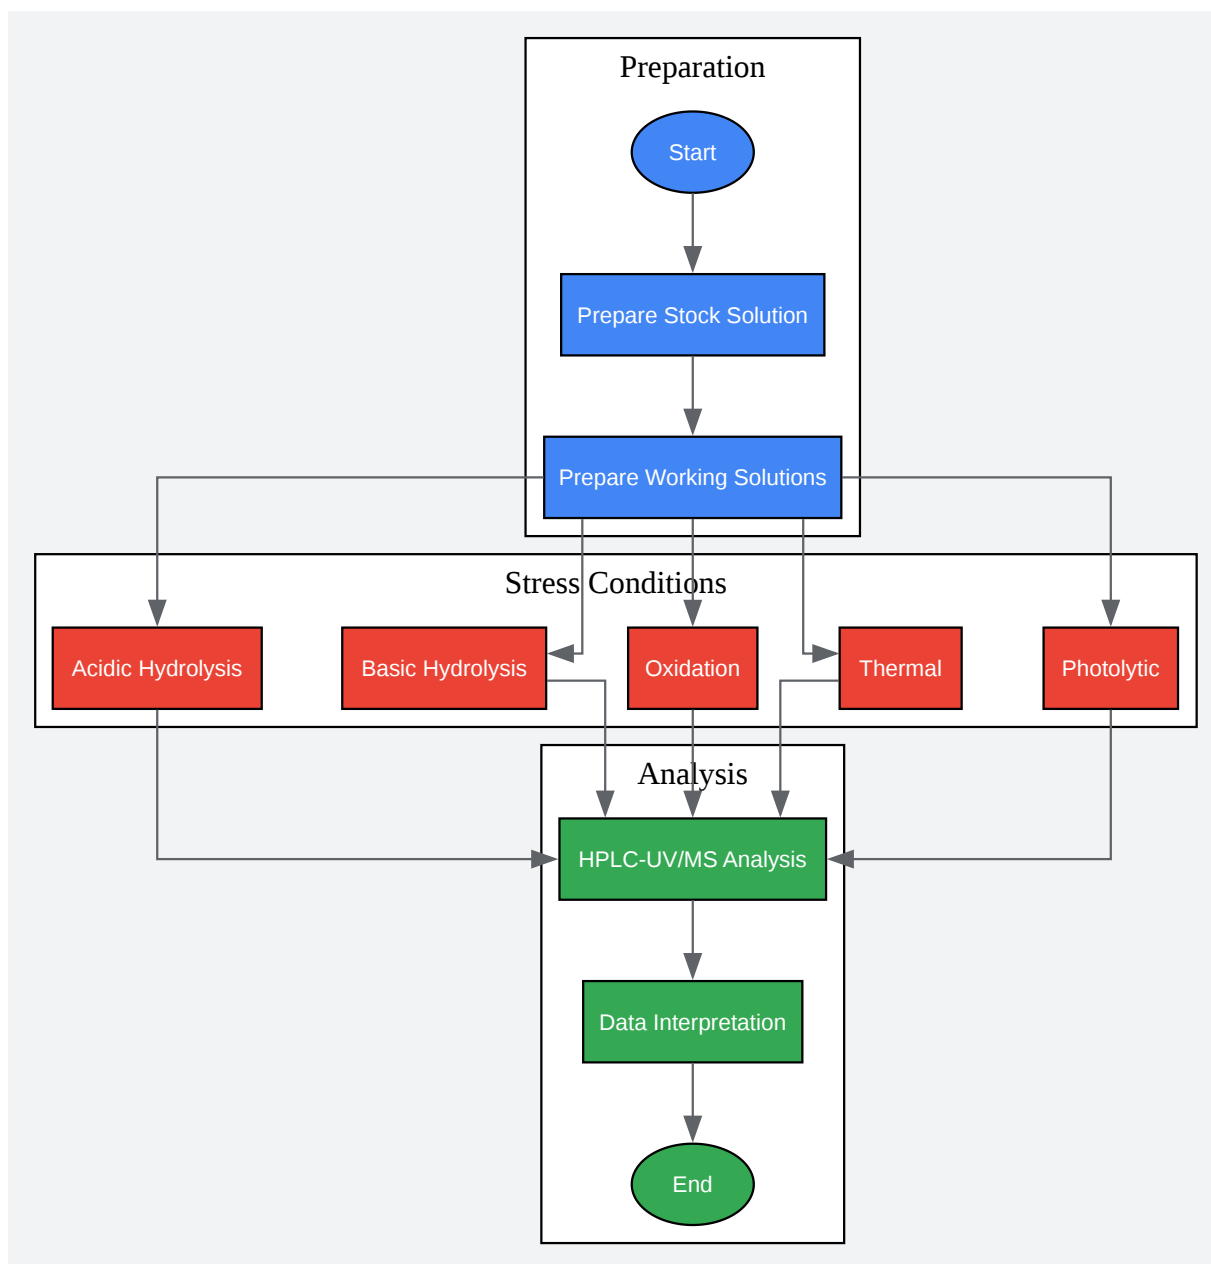 Preparation
Start
Prepare Stock Solution
Prepare Working Solutions
Stress Conditions
Acidic Hydrolysis
Basic Hydrolysis
Oxidation
Thermal
Photolytic
Analysis
HPLC-UV/MS Analysis
Data Interpretation
End